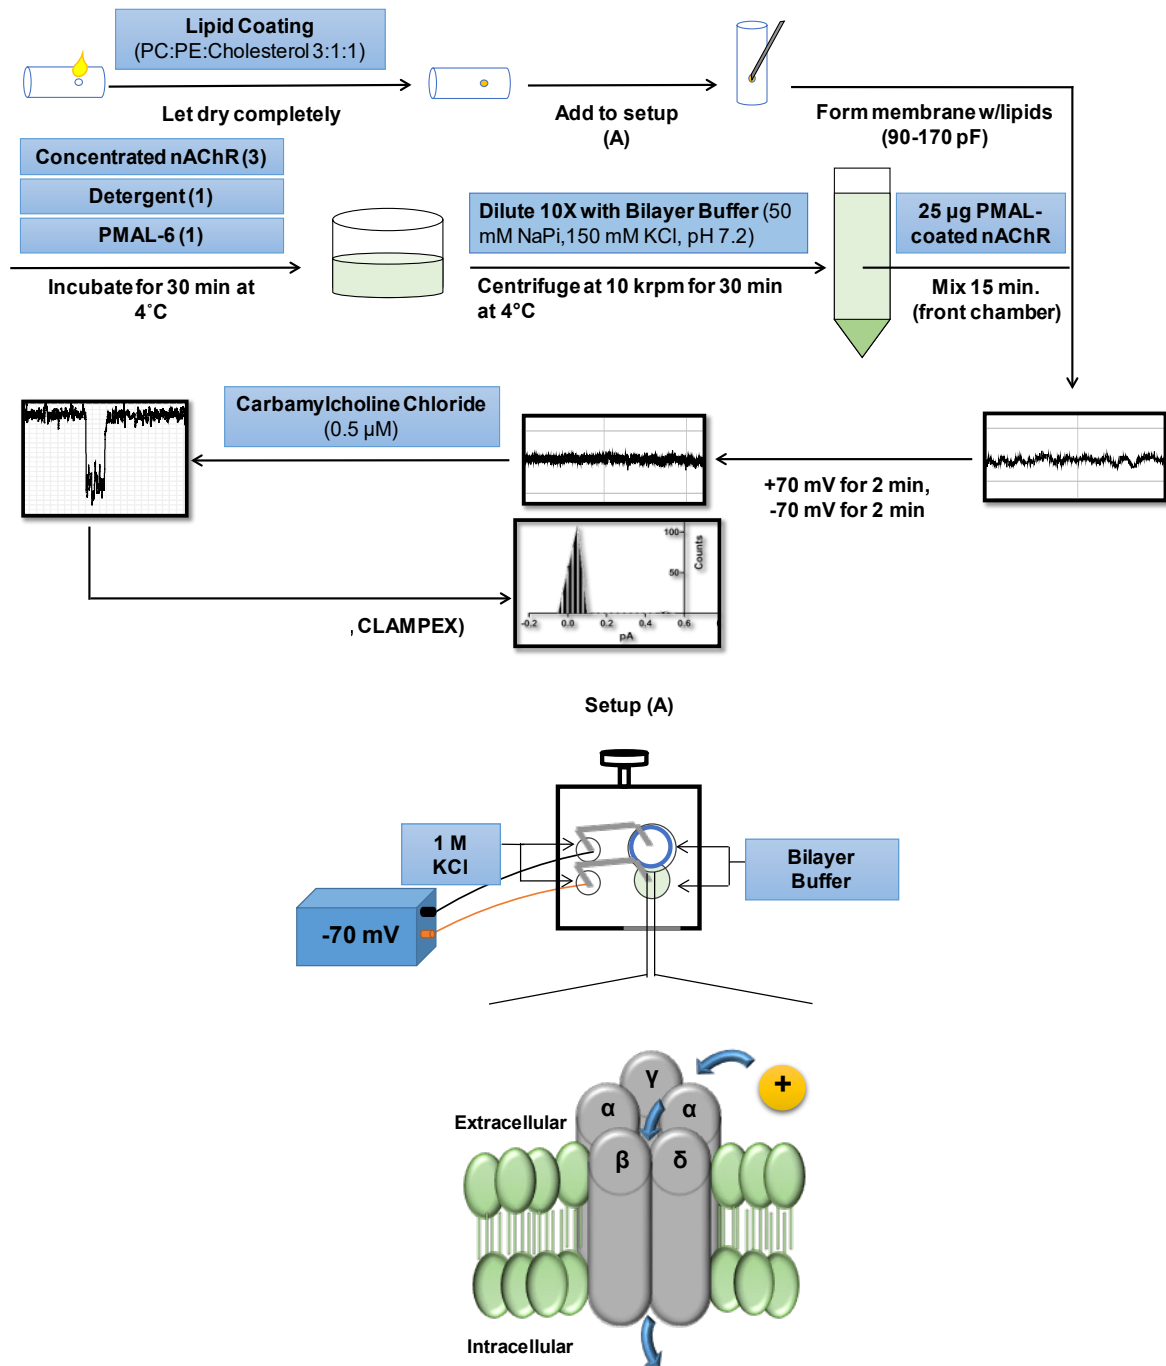 Lipid Coating
(PC:PE:Cholesterol 3:1:1)
Let dry completely
Add to setup
(A)
Form membrane w/lipids
(90-170 pF)
Concentrated nAChR (3)
Detergent (1)
PMAL-6 (1)
Incubate for 30 min at
4˚C
Dilute 10X with Bilayer Buffer (50
mM NaPi,150 mM KCl, pH 7.2)
Centrifuge at 10 krpm for 30 min
at 4°C
25 µg PMAL-
coated nAChR
Mix 15 min.
(front chamber)
Carbamylcholine Chloride
(0.5 µM)
+70 mV for 2 min,
-70 mV for 2 min
, CLAMPEX)
100
50
Counts
-0.2
0.0
0.2
0.4
0.6
pA
Setup (A)
1 M
KCl
Bilayer
Buffer
-70 mV
+
γ
α
α
Extracellular
β
δ
Intracellular